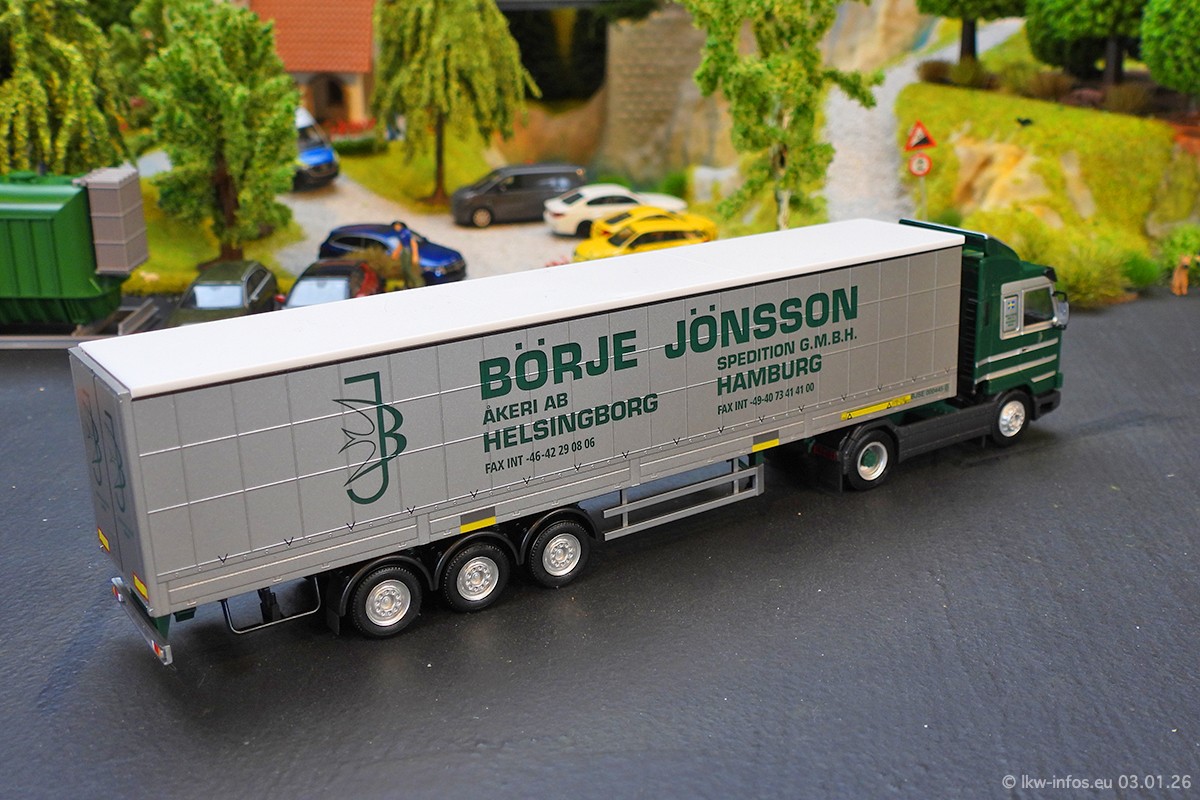 BÖRJE JÖNSSON
ÅKERI AB
HELSINGBORG
FAX INT -46-42 29 08 06
SPEDITION G.M.B.H.
HAMBURG
FAX INT -49-40 73 41 41 00
JB
© lkw-infos.eu 03.01.26